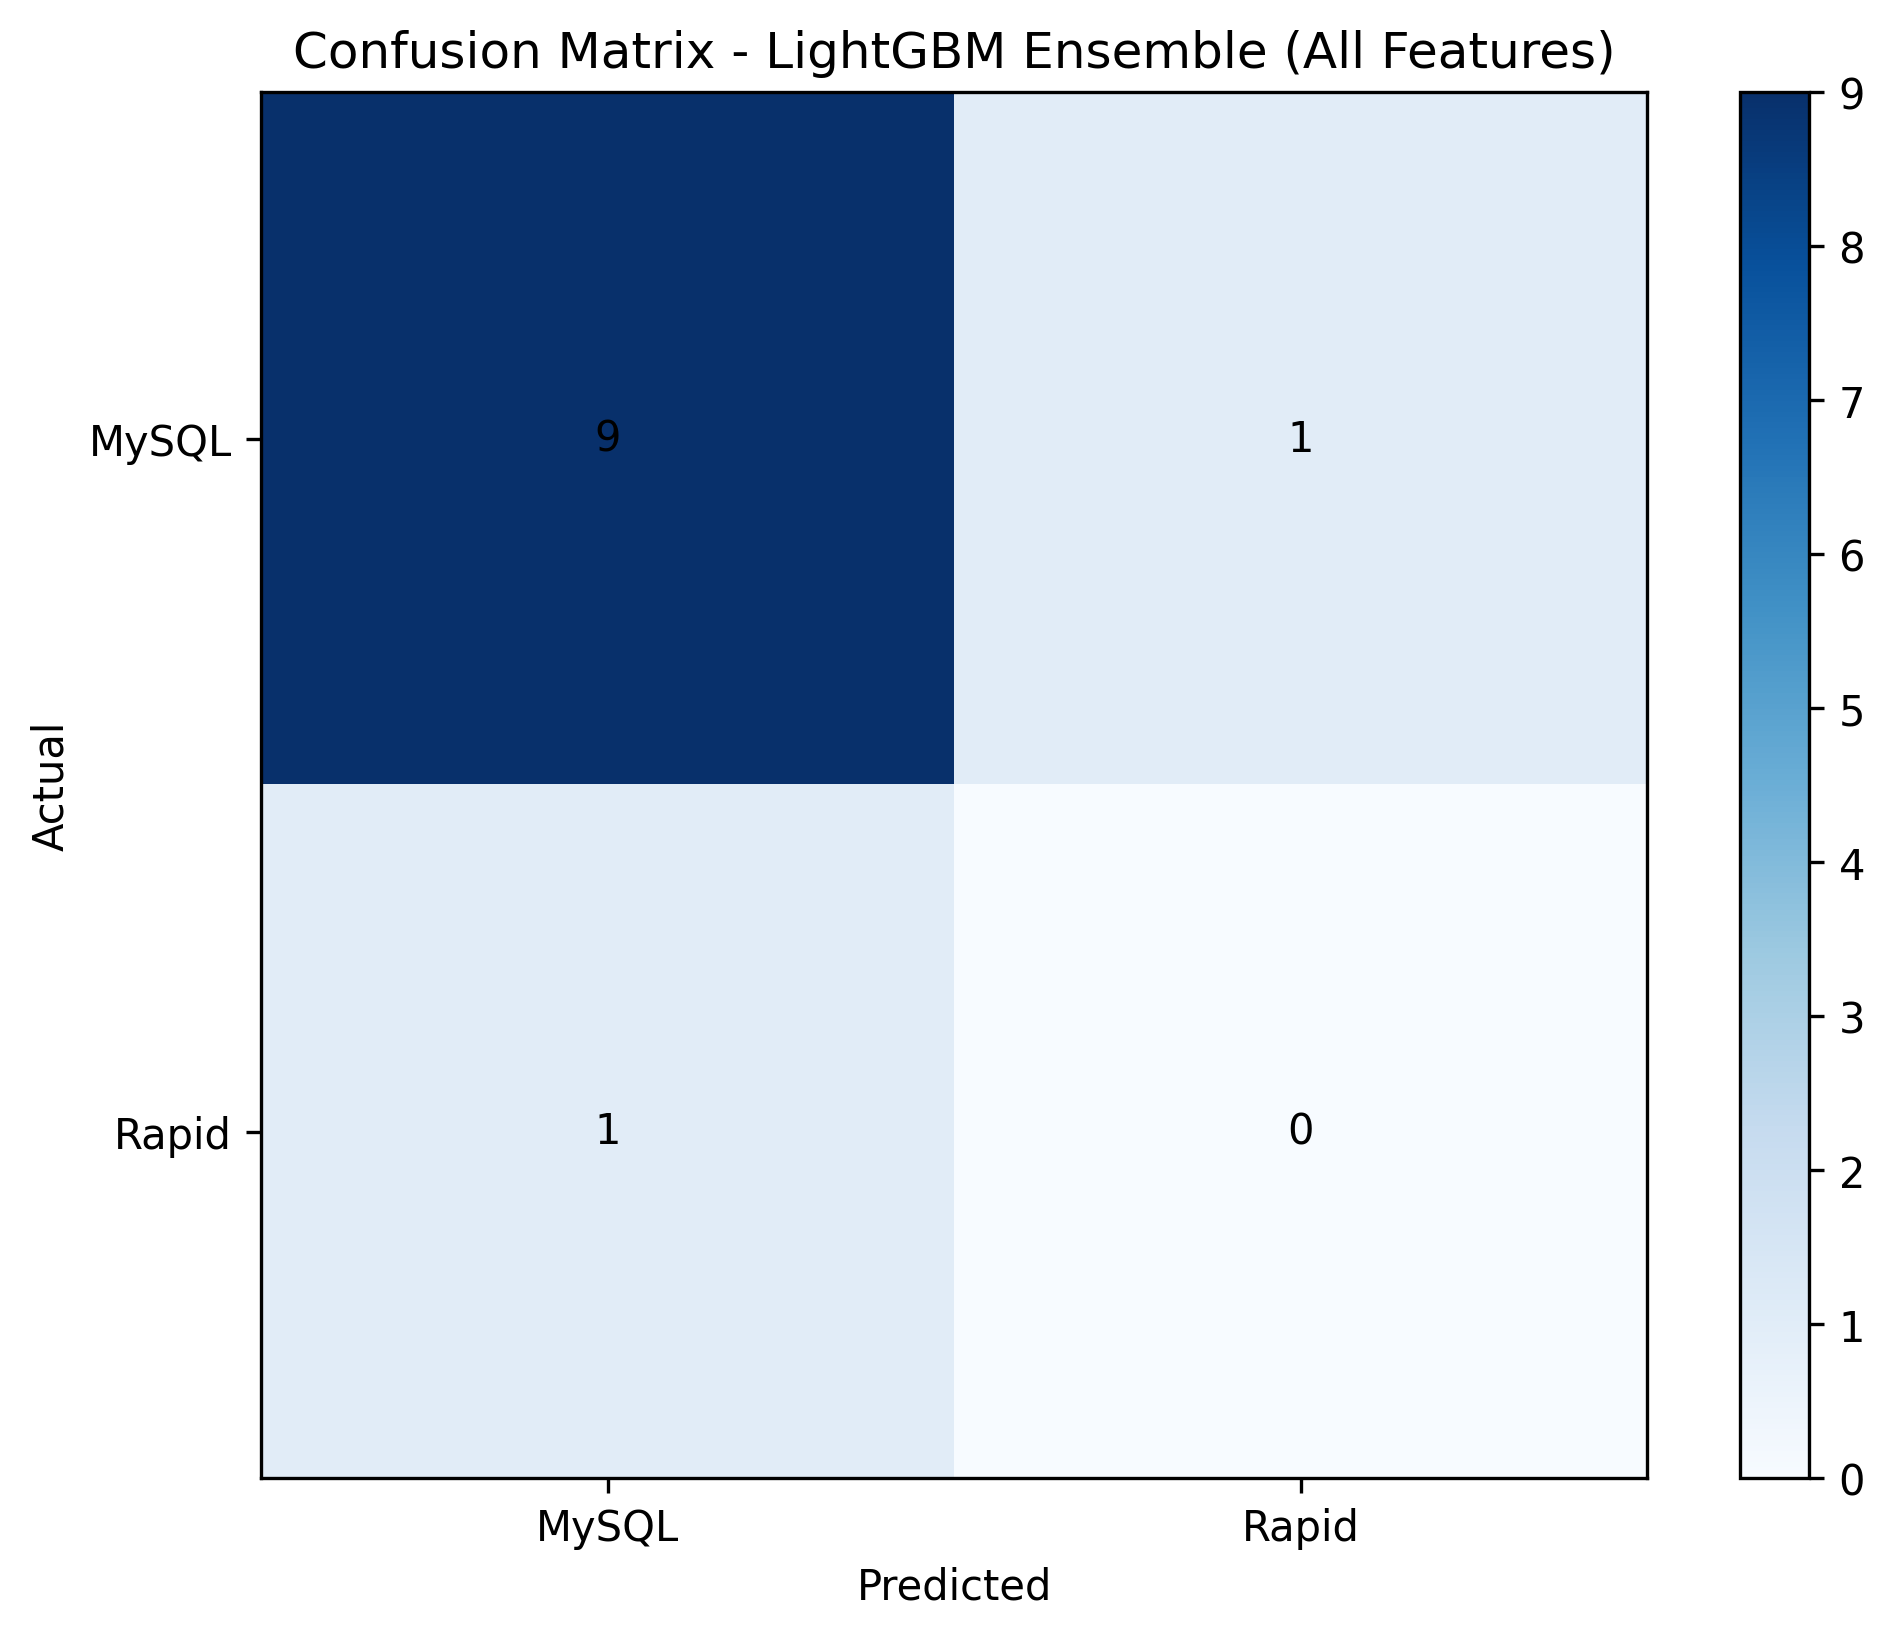 Confusion Matrix - LightGBM Ensemble (All Features)
9
8
7
6
5
4
3
2
1
0
MySQL
9
1
Actual
Rapid
1
0
MySQL
Rapid
Predicted